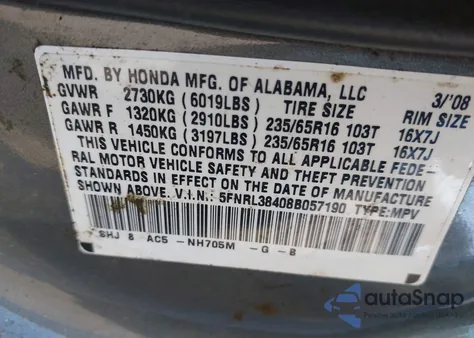 MFD. BY HONDA MFG. OF ALABAMA, LLC 3/'08
GVWR 2730KG (6019LBS) TIRE SIZE RIM SIZE
GAWR F 1320KG (2910LBS) 235/65R16 103T 16X7J
GAWR R 1450KG (3197LBS) 235/65R16 103T 16X7J
THIS VEHICLE CONFORMS TO ALL APPLICABLE FEDE-
RAL MOTOR VEHICLE SAFETY AND THEFT PREVENTION
STANDARDS IN EFFECT ON THE DATE OF MANUFACTURE
SHOWN ABOVE. V.I.N.: 5FNRL38408B057190 TYPE:MPV
SHJ 8 AC5 -NH705M -G -8
autoSnap